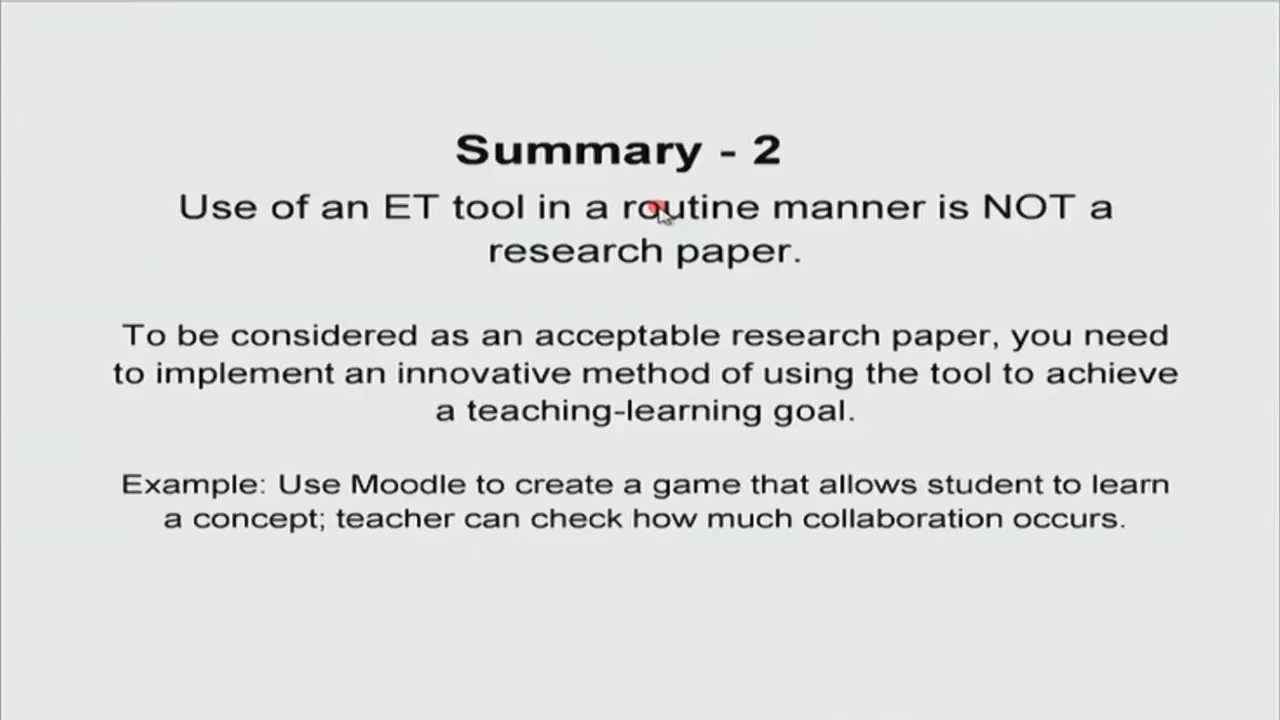 Summary - 2
Use of an ET tool in a routine manner is NOT a
research paper.
To be considered as an acceptable research paper, you need
to implement an innovative method of using the tool to achieve
a teaching-learning goal.
Example: Use Moodle to create a game that allows student to learn
a concept; teacher can check how much collaboration occurs.